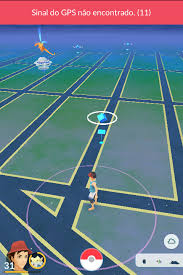 Sinal do GPS não encontrado. (11)
31